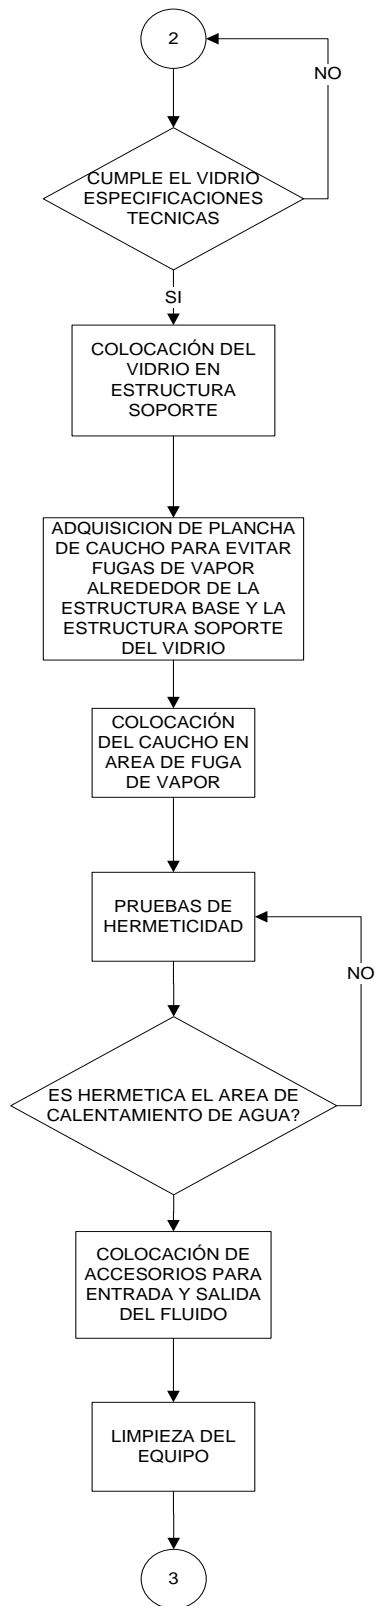 2
NO
CUMPLE EL VIDRIO
ESPECIFICACIONES
TECNICAS
SI
COLOCACIÓN DEL
VIDRIO EN
ESTRUCTURA
SOPORTE
ADQUISICION DE PLANCHA
DE CAUCHO PARA EVITAR
FUGAS DE VAPOR
ALREDEDOR DE LA
ESTRUCTURA BASE Y LA
ESTRUCTURA SOPORTE
DEL VIDRIO
COLOCACIÓN
DEL CAUCHO EN
AREA DE FUGA
DE VAPOR
PRUEBAS DE
HERMETICIDAD
NO
ES HERMETICA EL AREA DE
CALENTAMIENTO DE AGUA?
COLOCACIÓN DE
ACCESORIOS PARA
ENTRADA Y SALIDA
DEL FLUIDO
LIMPIEZA DEL
EQUIPO
3